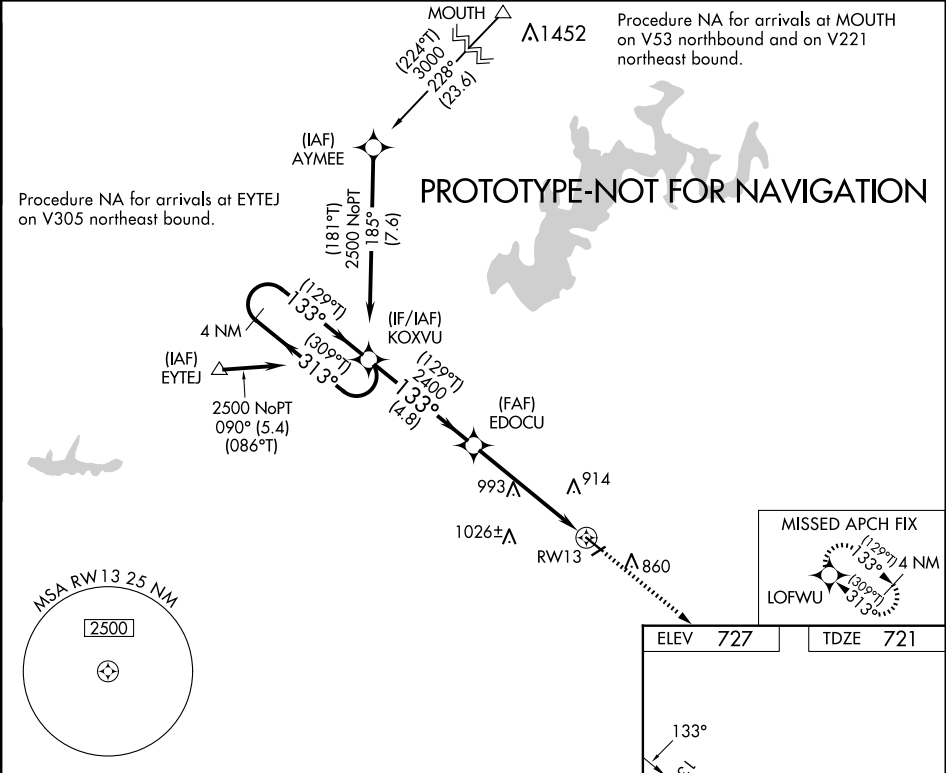 MOUTH
1452
Procedure NA for arrivals at MOUTH
on V53 northbound and on V221
northeast bound.
(224°T)
3000
228°
(23.6)
(IAF)
AYMEE
PROTOTYPE-NOT FOR NAVIGATION
Procedure NA for arrivals at EYTEJ
on V305 northeast bound.
(181°T)
2500 NoPT
185°
(7.6)
(129°T)
133°
4 NM
(309°T)
313°
(IF/IAF)
KOXVU
(IAF)
EYTEJ
2500 NoPT
090° (5.4)
(086°T)
(129°T)
2400
133°
(4.8)
(FAF)
EDOCU
993
914
1026±
RW13
860
MISSED APCH FIX
(129°T)
133°
4 NM
(309°T)
313°
LOFWU
MSA RW13 25 NM
2500
ELEV 727
TDZE 721
133°
13